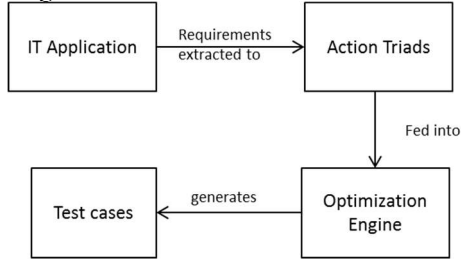 IT Application
Requirements
extracted to
Action Triads
Fed into
Optimization
Engine
generates
Test cases